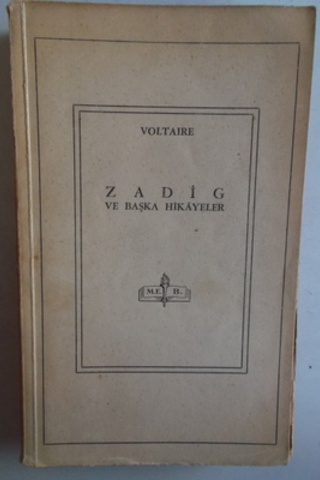 VOLTAIRE
ZADİG
VE BAŞKA HİKÂYELER
M.E. B.